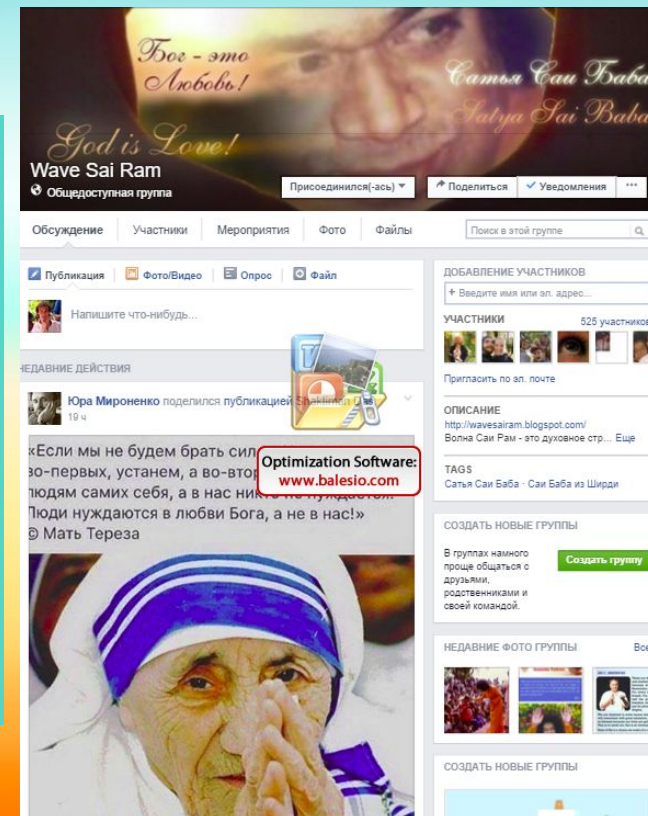 Бог - это
Любовь!
Сатья Саи Баба
Satya Sai Baba
God is Love!
Wave Sai Ram
Общедоступная группа
Присоединился(-ась)
Поделиться
Уведомления
Обсуждение
Участники
Мероприятия
Фото
Файлы
Поиск в этой группе
Публикация
Фото/Видео
Опрос
Файл
Напишите что-нибудь...
НЕДАВНИЕ ДЕЙСТВИЯ
Юра Мироненко поделился публикацией
19 ч
«Если мы не будем брать сил
во-первых, устанем, а во-втор
людям самих себя, а в нас
Люди нуждаются в любви Бога, а не в нас!»
© Мать Тереза
Optimization Software:
www.balesio.com
ДОБАВЛЕНИЕ УЧАСТНИКОВ
+ Введите имя или эл. адрес...
УЧАСТНИКИ
525 участников
Пригласить по эл. почте
ОПИСАНИЕ
http://wavesairam.blogspot.com/
Волна Саи Рам - это духовное стр... Еще
TAGS
Сатья Саи Баба · Саи Баба из Ширди
СОЗДАТЬ НОВЫЕ ГРУППЫ
В группах намного
проще общаться с
друзьями,
родственниками и
своей командой.
Создать группу
НЕДАВНИЕ ФОТО ГРУППЫ
Все
СОЗДАТЬ НОВЫЕ ГРУППЫ